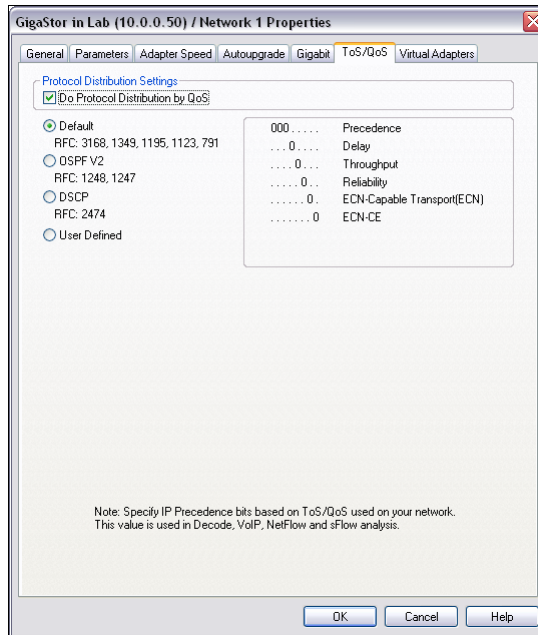 GigaStor in Lab (10.0.0.50) / Network 1 Properties
General Parameters Adapter Speed Autoupgrade Gigabit ToS/QoS Virtual Adapters
Protocol Distribution Settings
Do Protocol Distribution by QoS
Default
RFC: 3168, 1349, 1195, 1123, 791
OSPF V2
RFC: 1248, 1247
DSCP
RFC: 2474
User Defined
000..... Precedence
...0.... Delay
....0... Throughput
.....0.. Reliability
......0. ECN-Capable Transport(ECN)
.......0 ECN-CE
Note: Specify IP Precedence bits based on ToS/QoS used on your network.
This value is used in Decode, VoIP, NetFlow and sFlow analysis.
OK Cancel Help